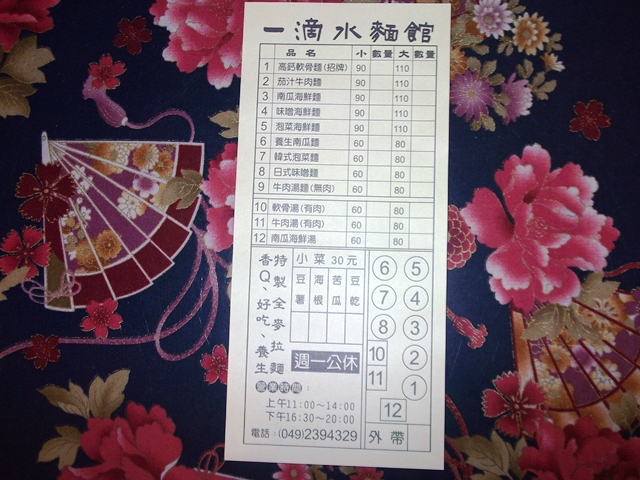 一滴水麵館
品名 小 數量 大 數量
1 高鈣軟骨麵(招牌) 90 110
2 茄汁牛肉麵 90 110
3 南瓜海鮮麵 90 110
4 味噌海鮮麵 90 110
5 泡菜海鮮麵 90 110
6 養生南瓜麵 60 80
7 韓式泡菜麵 60 80
8 日式味噌麵 60 80
9 牛肉湯麵(無肉) 60 80
10 軟骨湯(有肉) 60 80
11 牛肉湯(有肉) 60 80
12 南瓜海鮮湯 60 80
特製全麥拉麵
香Q、好吃、養生
小菜30元
豆薯 海根 苦瓜 豆乾
週一公休
營業時間:
上午11:00~14:00
下午16:30~20:00
電話:(049)2394329
6 5
7 4
8 3
10 2
11 1
12
外帶